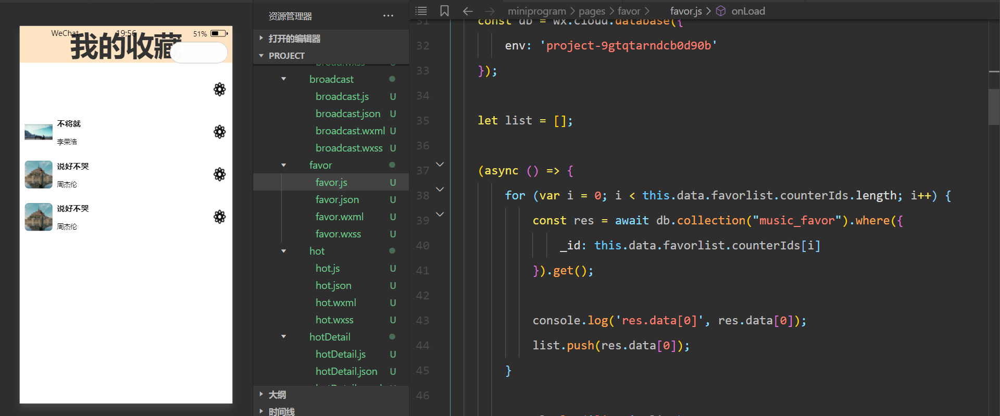 WeChat 19:56 51%
我的收藏
不将就
李荣浩
说好不哭
周杰伦
说好不哭
周杰伦
资源管理器 ...
打开的编辑器
PROJECT
broad.wxss U
broadcast
broadcast.js U
broadcast.json U
broadcast.wxml U
broadcast.wxss U
favor
favor.js U
favor.json U
favor.wxml U
favor.wxss U
hot
hot.js U
hot.json U
hot.wxml U
hot.wxss U
hotDetail
hotDetail.js U
hotDetail.json U
大纲
时间线
miniprogram > pages > favor > favor.js > onLoad
31 const db = wx.cloud.database({
32 env: 'project-9gtqtarndcb0d90b'
33 });
34
35 let list = [];
36
37 (async () => {
38 for (var i = 0; i < this.data.favorlist.counterIds.length; i++) {
39 const res = await db.collection("music_favor").where({
40 _id: this.data.favorlist.counterIds[i]
41 }).get();
42
43 console.log('res.data[0]', res.data[0]);
44 list.push(res.data[0]);
45 }
46